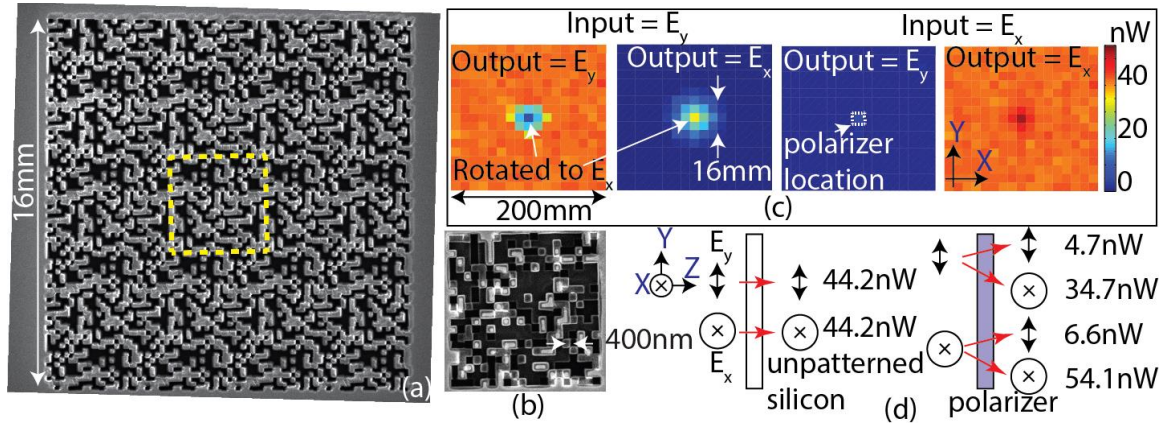 16mm
(a)
Input = E_y
Input = E_x
nW
Output = E_y
Output = E_x
Output = E_y
Output = E_x
40
20
0
Rotated to E_x
16mm
polarizer
location
Y
X
200mm
(c)
400nm
(b)
Y
X
Z
E_y
E_x
44.2nW
44.2nW
unpatterned
silicon
4.7nW
34.7nW
6.6nW
54.1nW
polarizer
(d)